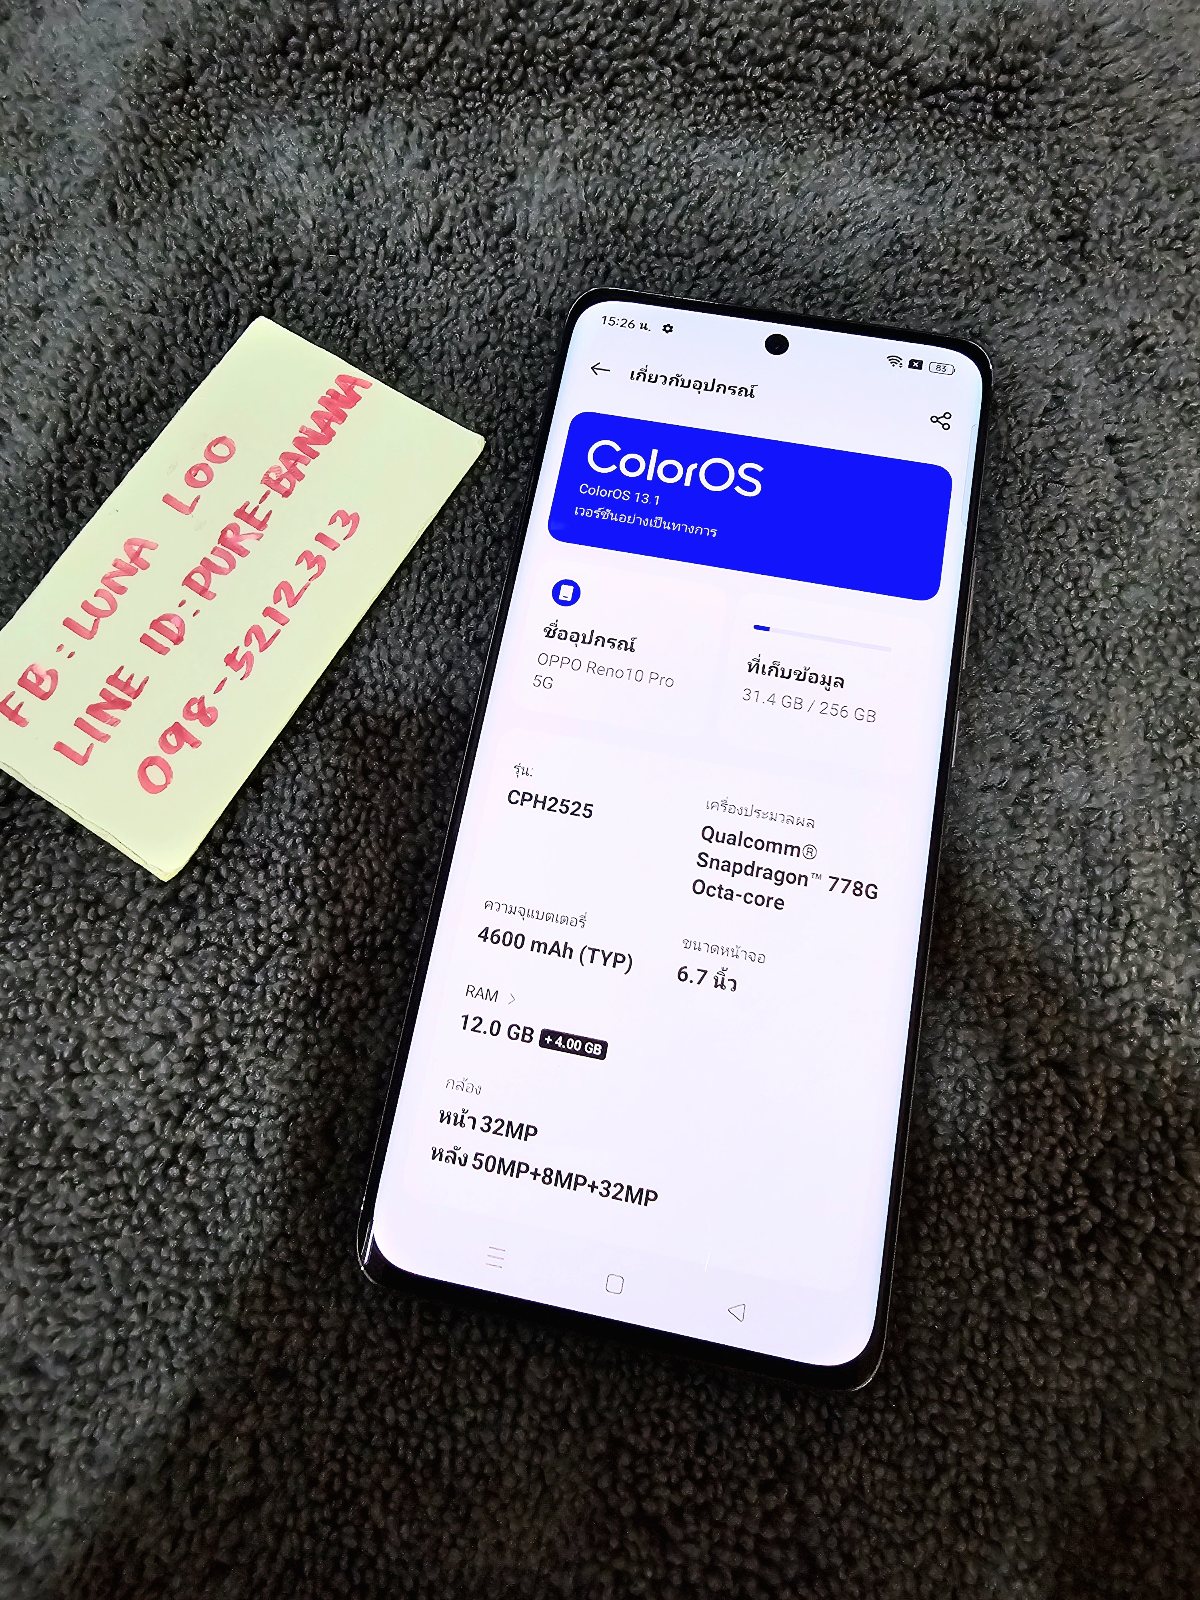 FB : LUNA LOO
LINE ID: PURE-BANANA
098-5212313
15:26 น.
83
เกี่ยวกับอุปกรณ์
ColorOS
ColorOS 13.1
เวอร์ชันอย่างเป็นทางการ
ชื่ออุปกรณ์
OPPO Reno10 Pro
5G
ที่เก็บข้อมูล
31.4 GB / 256 GB
รุ่น:
CPH2525
เครื่องประมวลผล
Qualcomm®
Snapdragon™ 778G
Octa-core
ความจุแบตเตอรี่
4600 mAh (TYP)
ขนาดหน้าจอ
6.7 นิ้ว
RAM >
12.0 GB + 4.00 GB
กล้อง
หน้า 32MP
หลัง 50MP+8MP+32MP